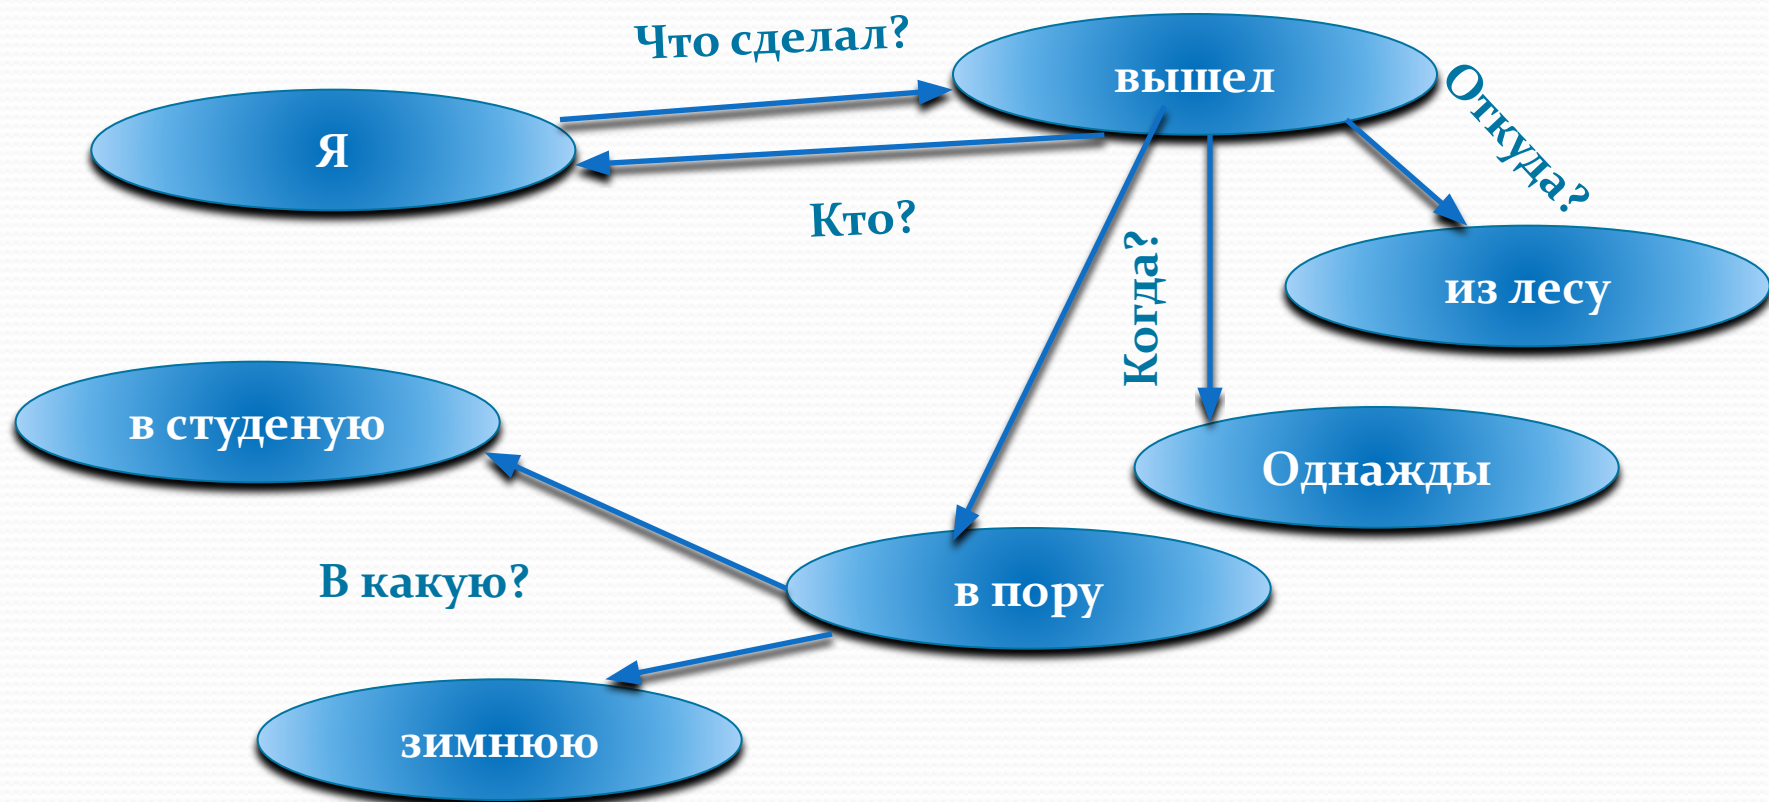 Что сделал?
вышел
Откуда?
Я
Кто?
Когда?
из лесу
в студеную
Однажды
В какую?
в пору
зимнюю